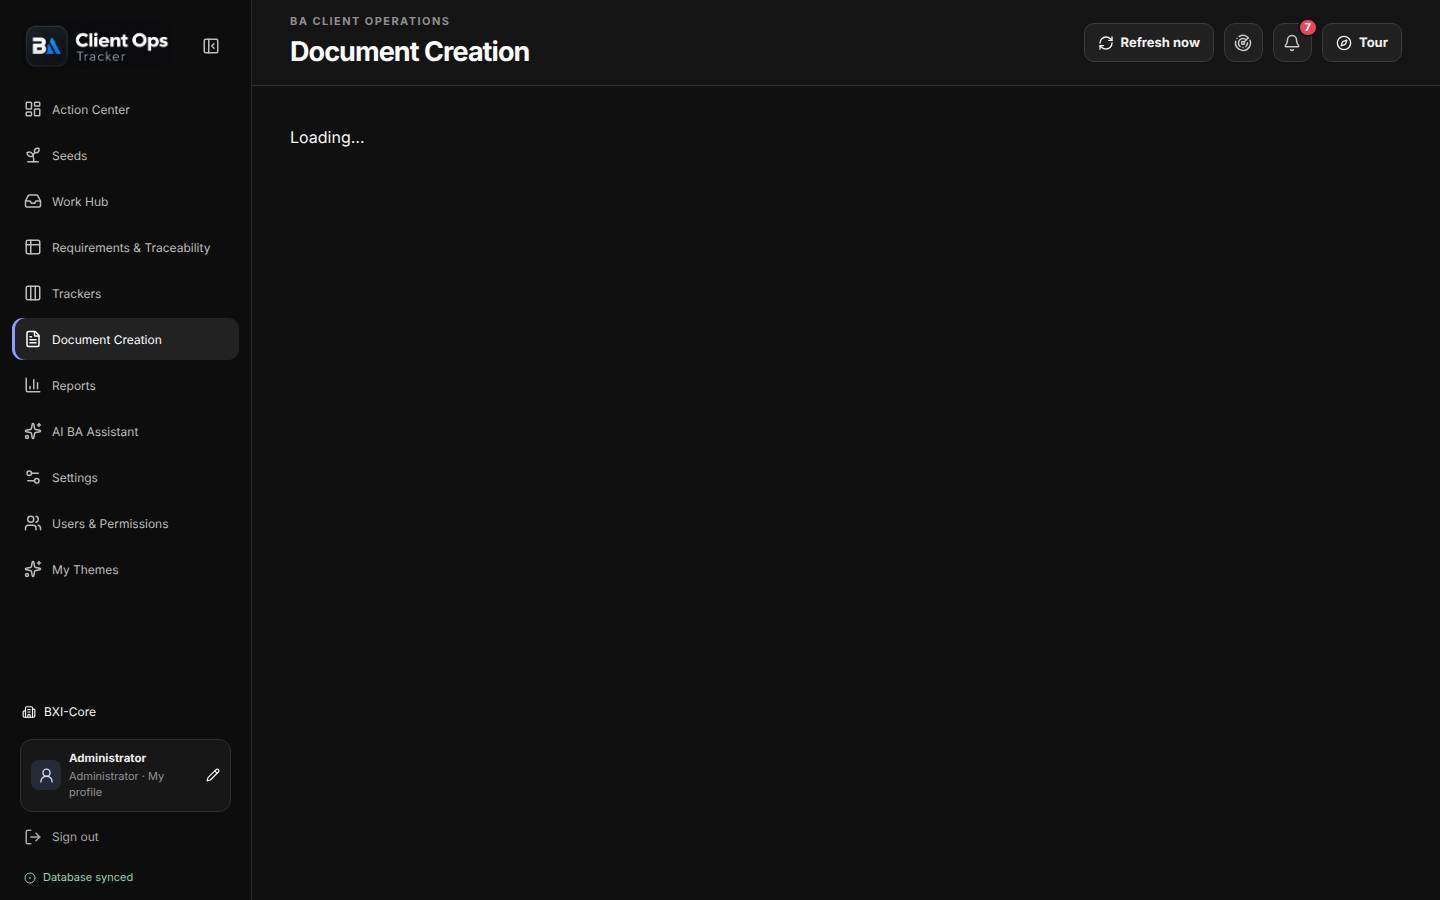 BA Client Ops
Tracker
Action Center
Seeds
Work Hub
Requirements & Traceability
Trackers
Document Creation
Reports
AI BA Assistant
Settings
Users & Permissions
My Themes
BXI-Core
Administrator
Administrator · My
profile
Sign out
Database synced
BA CLIENT OPERATIONS
Document Creation
Refresh now
7
Tour
Loading...